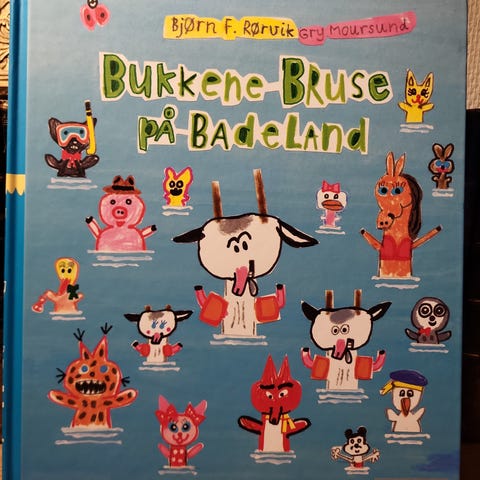 BJØRN F. RØRVIK GRY MOURSUND
BUKKENE BRUSE
PÅ BADELAND